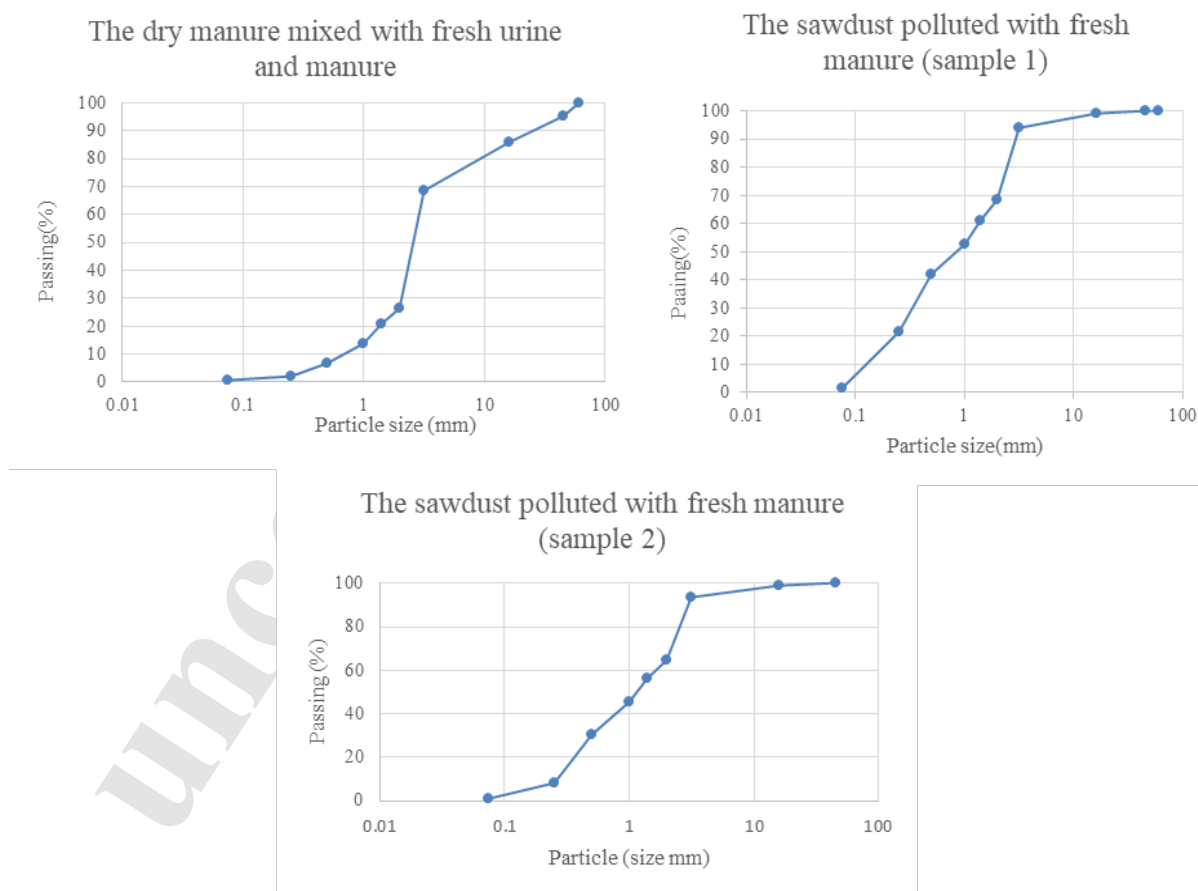 The dry manure mixed with fresh urine
and manure
100
90
80
70
60
50
40
30
20
10
0
Passing(%)
0.01 0.1 1 10 100
Particle size (mm)
The sawdust polluted with fresh
manure (sample 1)
100
90
80
70
60
50
40
30
20
10
0
Paaing(%)
0.01 0.1 1 10 100
Particle size(mm)
The sawdust polluted with fresh manure
(sample 2)
100
80
60
40
20
0
Passing (%)
0.01 0.1 1 10 100
Particle (size mm)